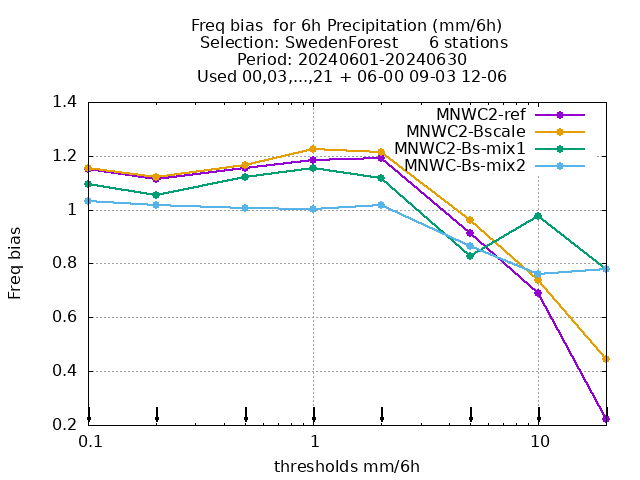 Freq bias  for 6h Precipitation (mm/6h)
Selection: SwedenForest      6 stations
Period: 20240601-20240630
Used 00,03,...,21 + 06-00 09-03 12-06
MNWC2-ref
MNWC2-Bscale
MNWC2-Bs-mix1
MNWC-Bs-mix2
1.4
1.2
1
0.8
0.6
0.4
0.2
Freq bias
0.1 1 10
thresholds mm/6h